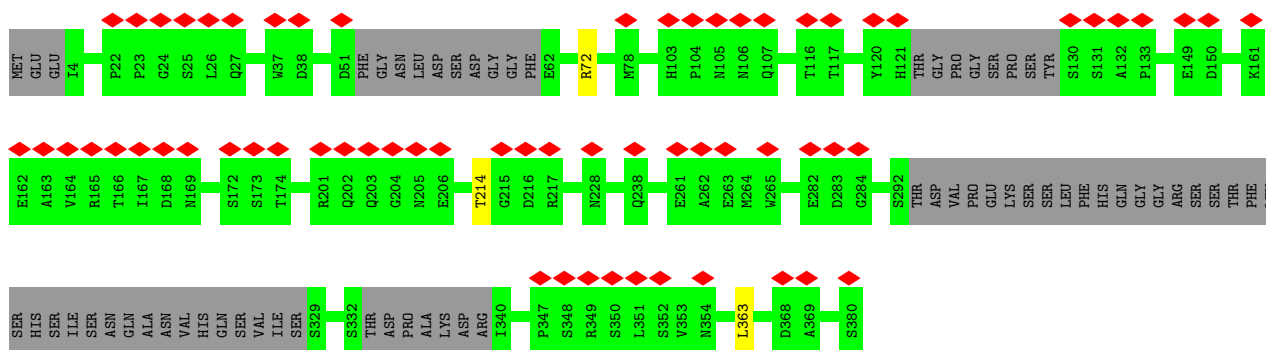 MET GLU GLU I4 P22 P23 G24 S25 L26 Q27 W37 D38 D51 PHE GLY ASN LEU ASP SER ASP GLY GLY PHE E62 R72 M78 H103 P104 N105 N106 Q107 T116 T117 Y120 H121 THR GLY PRO GLY SER PRO SER TYR S130 S131 A132 P133 E149 D150 K161
E162 A163 V164 R165 T166 I167 D168 N169 S172 S173 T174 R201 Q202 Q203 G204 N205 E206 T214 G215 D216 R217 N228 Q238 E261 A262 E263 M264 W265 E282 D283 G284 S292 THR ASP VAL PRO GLU LYS SER SER LEU PHE HIS GLN GLY GLY ARG SER SER THR PHE
SER HIS SER ILE SER ASN GLN ALA ASN VAL HIS GLN SER VAL ILE SER S329 S332 THR ASP PRO ALA LYS ASP ARG I340 P347 S348 R349 S350 L351 S352 V353 N354 L363 D368 A369 S380